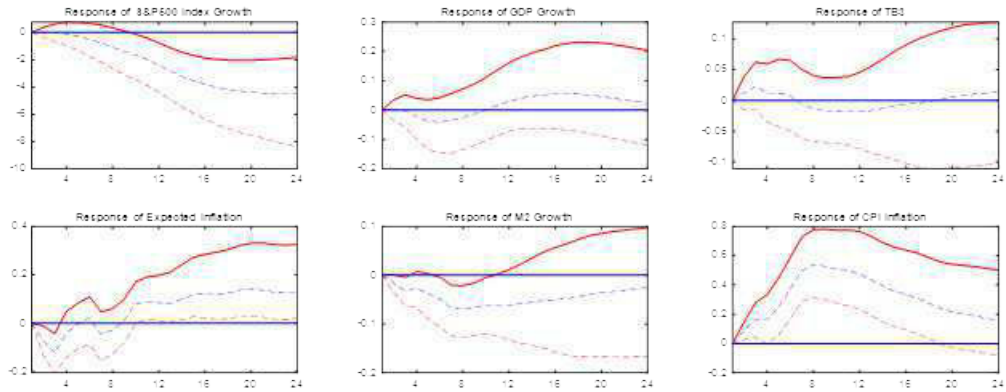 Response of S&P500 Index Growth
0
-2
-4
-6
-8
-10
4 8 12 16 20 24
Response of GDP Growth
0.3
0.2
0.1
0
-0.1
-0.2
4 8 12 16 20 24
Response of TB3
0.1
0.05
0
-0.05
-0.1
4 8 12 16 20 24
Response of Expected Inflation
0.4
0.2
0
-0.2
4 8 12 16 20 24
Response of M2 Growth
0.1
0
-0.1
-0.2
4 8 12 16 20 24
Response of CPI Inflation
0.8
0.6
0.4
0.2
0
-0.2
4 8 12 16 20 24